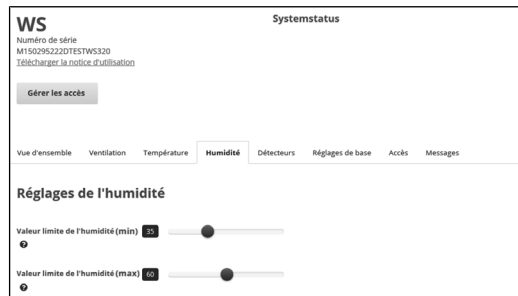 WS
Systemstatus
Numéro de série
M150295222DTESTWS320
Télécharger la notice d'utilisation
Gérer les accès
Vue d'ensemble Ventilation Température Humidité Détecteurs Réglages de base Accès Messages
Réglages de l'humidité
Valeur limite de l'humidité (min) 35
?
Valeur limite de l'humidité (max) 60
?